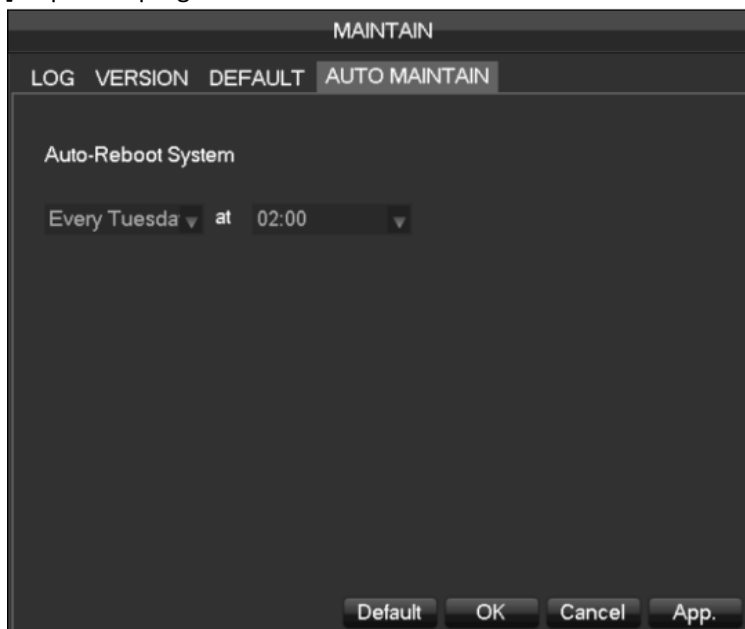 MAINTAIN
LOG VERSION DEFAULT AUTO MAINTAIN
Auto-Reboot System
Every Tuesda at 02:00
Default OK Cancel App.